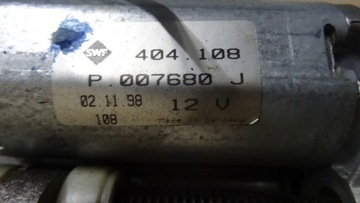 SWF 404.108
P.007680 J
02.11.98 12 V
108 Made in Germany